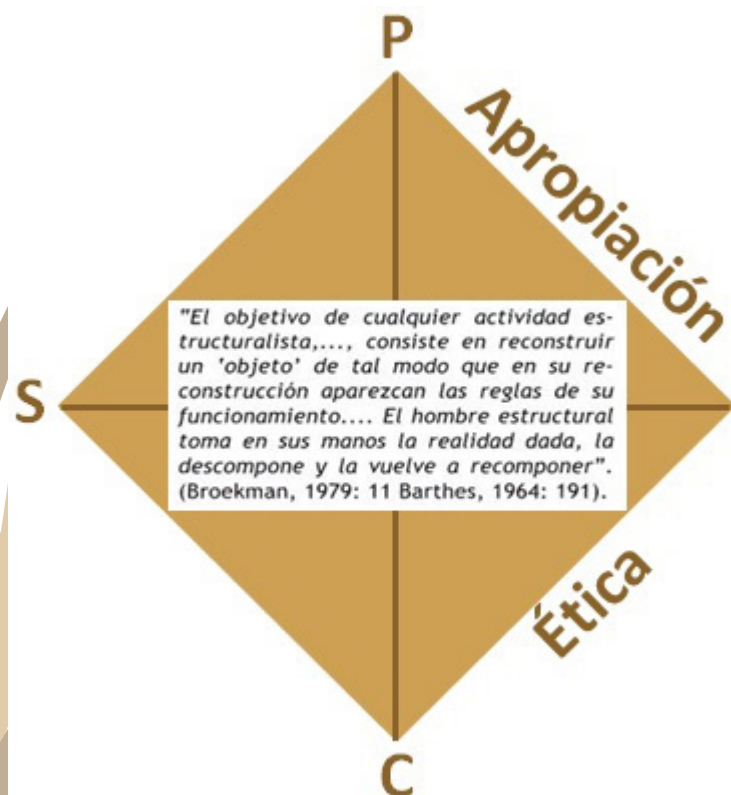 P
Apropiación
"El objetivo de cualquier actividad es-
tructuralista,..., consiste en reconstruir
un 'objeto' de tal modo que en su re-
construcción aparezcan las reglas de su
funcionamiento.... El hombre estructural
toma en sus manos la realidad dada, la
descompone y la vuelve a recomponer".
(Broekman, 1979: 11 Barthes, 1964: 191).
S
Ética
C